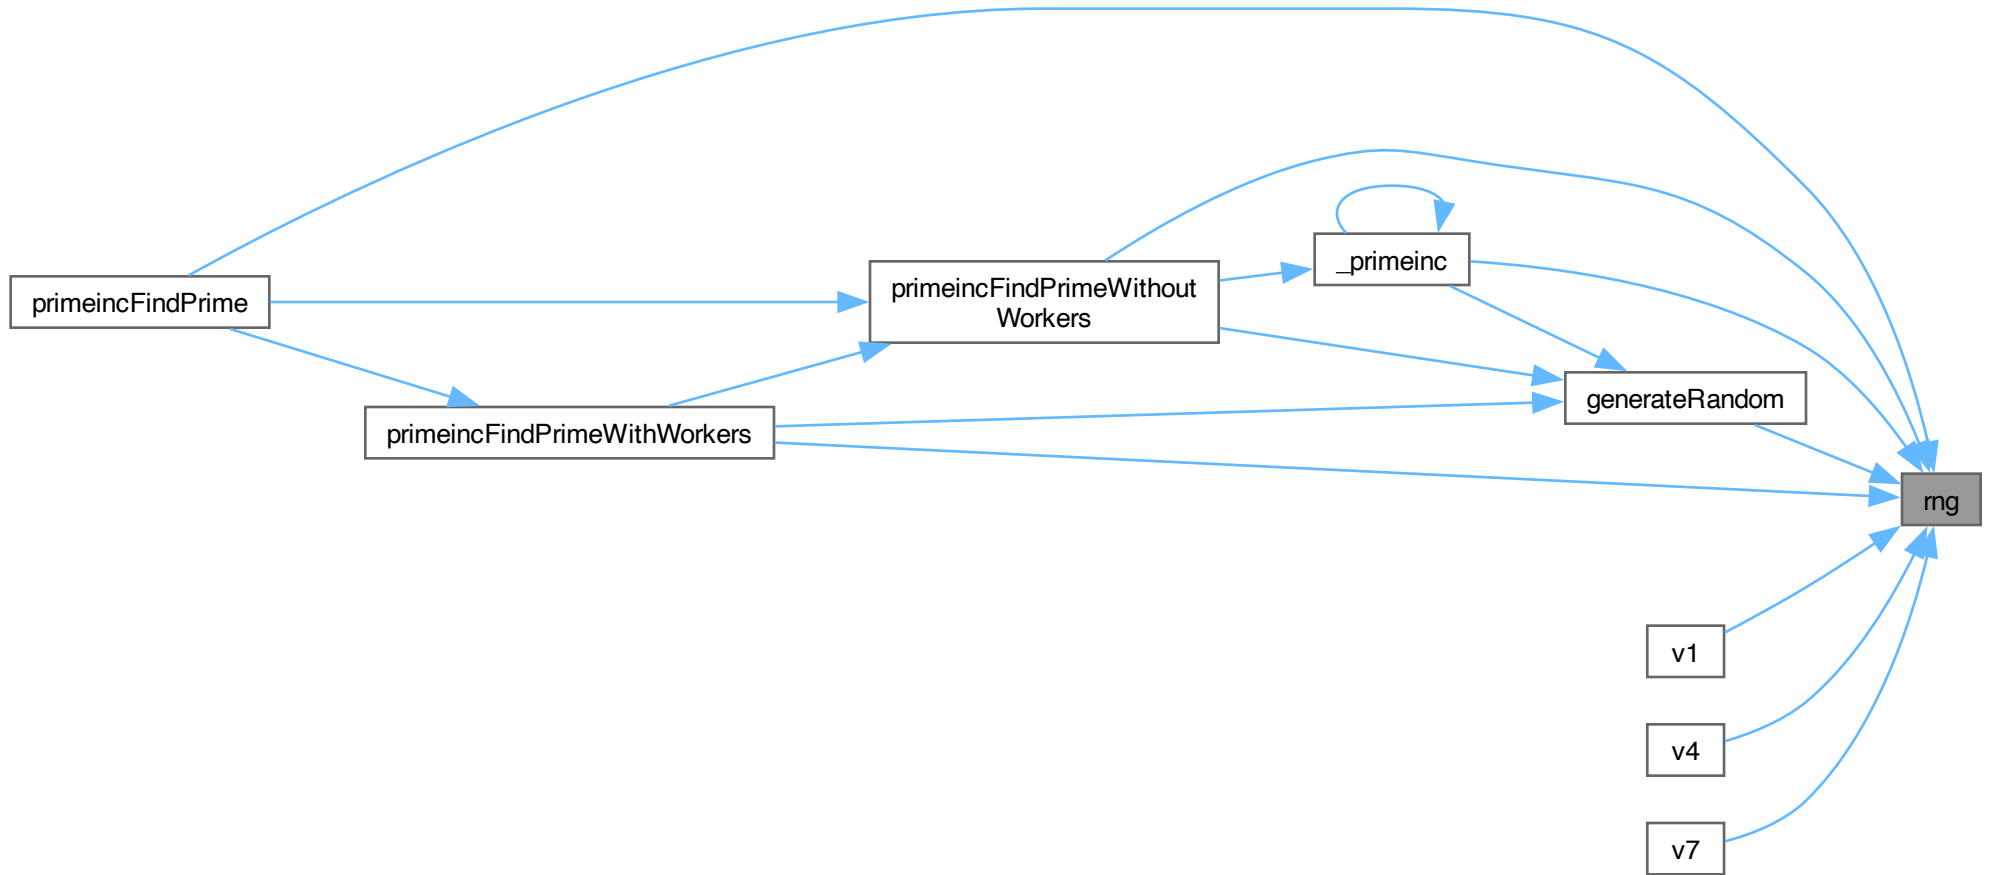 primeincFindPrime
primeincFindPrimeWithout
Workers
_primeinc
generateRandom
primeincFindPrimeWithWorkers
rng
v1
v4
v7